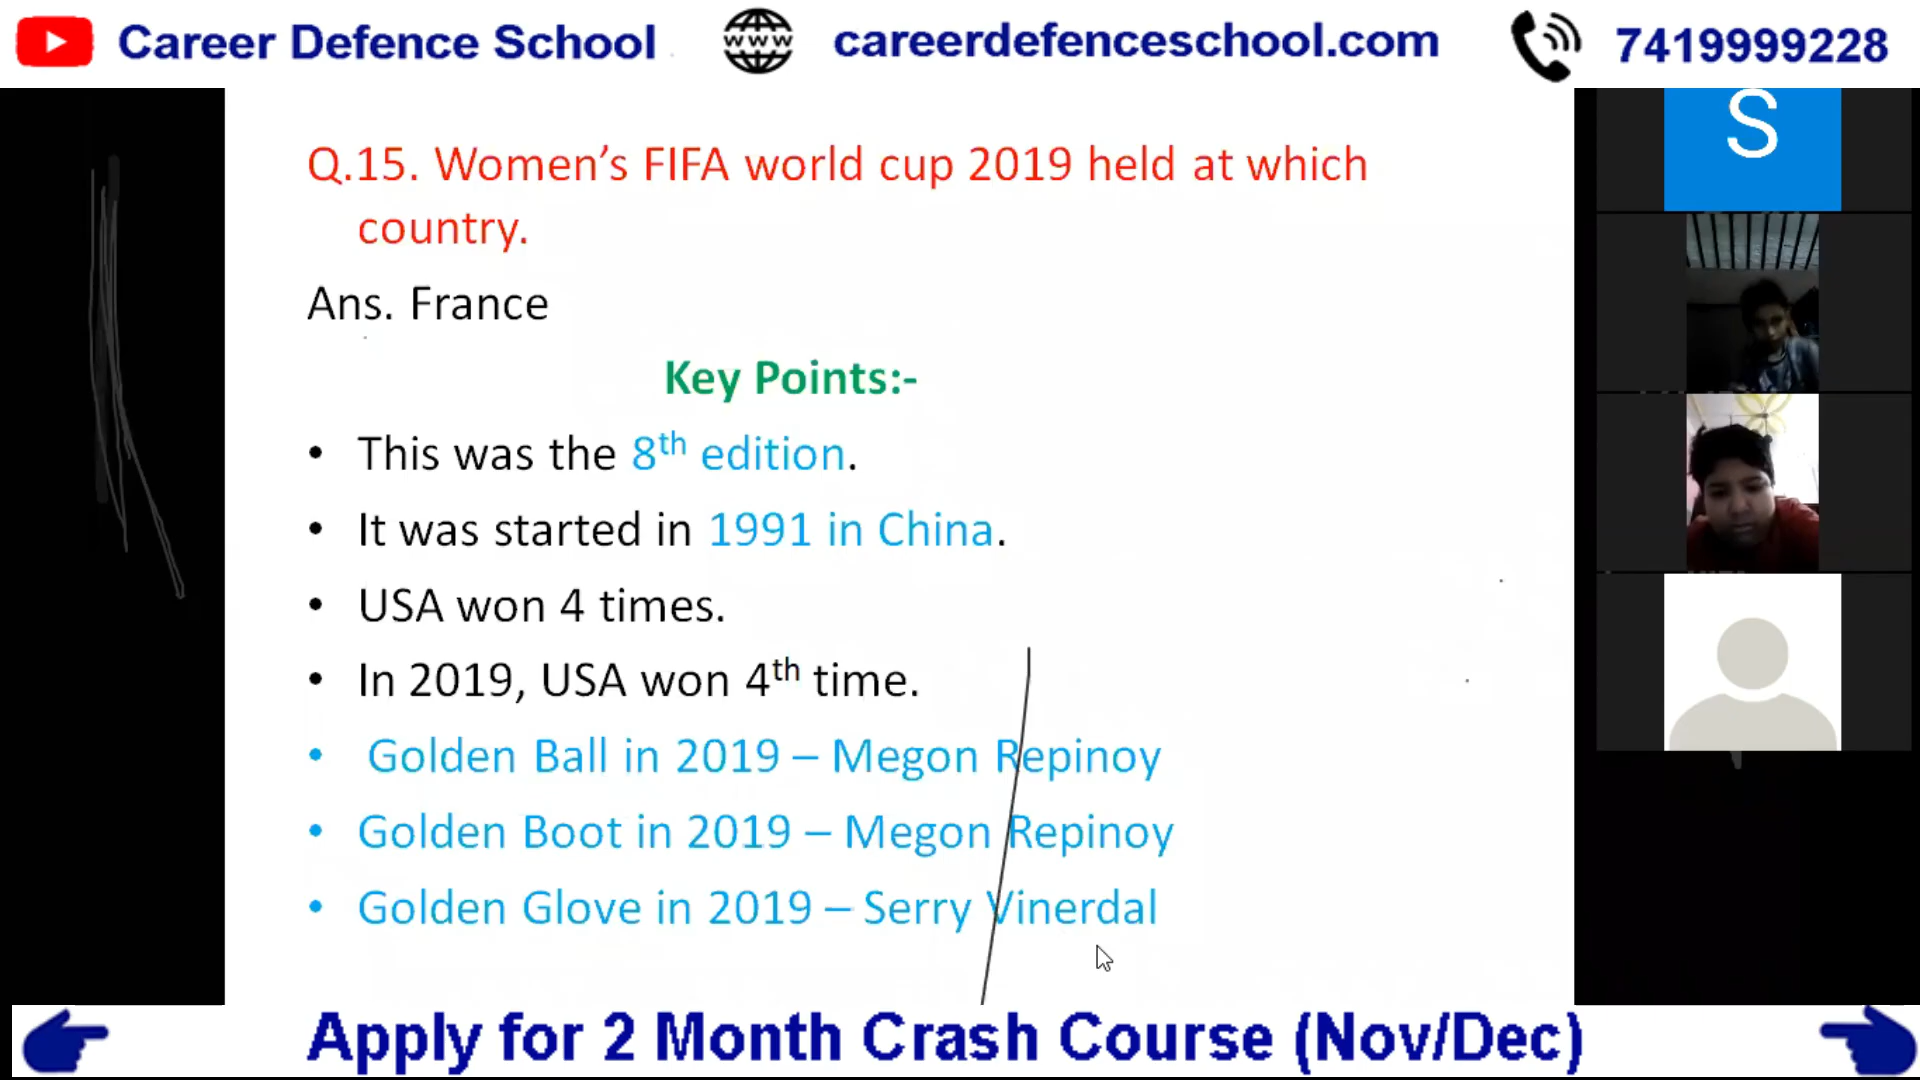 Career Defence School
www
careerdefenceschool.com
7419999228
S
Q.15. Women's FIFA world cup 2019 held at which
country.
Ans. France
Key Points:-
• This was the 8th edition.
• It was started in 1991 in China.
• USA won 4 times.
• In 2019, USA won 4th time.
• Golden Ball in 2019 – Megon Repinoy
• Golden Boot in 2019 – Megon Repinoy
• Golden Glove in 2019 – Serry Vinerdal
Apply for 2 Month Crash Course (Nov/Dec)